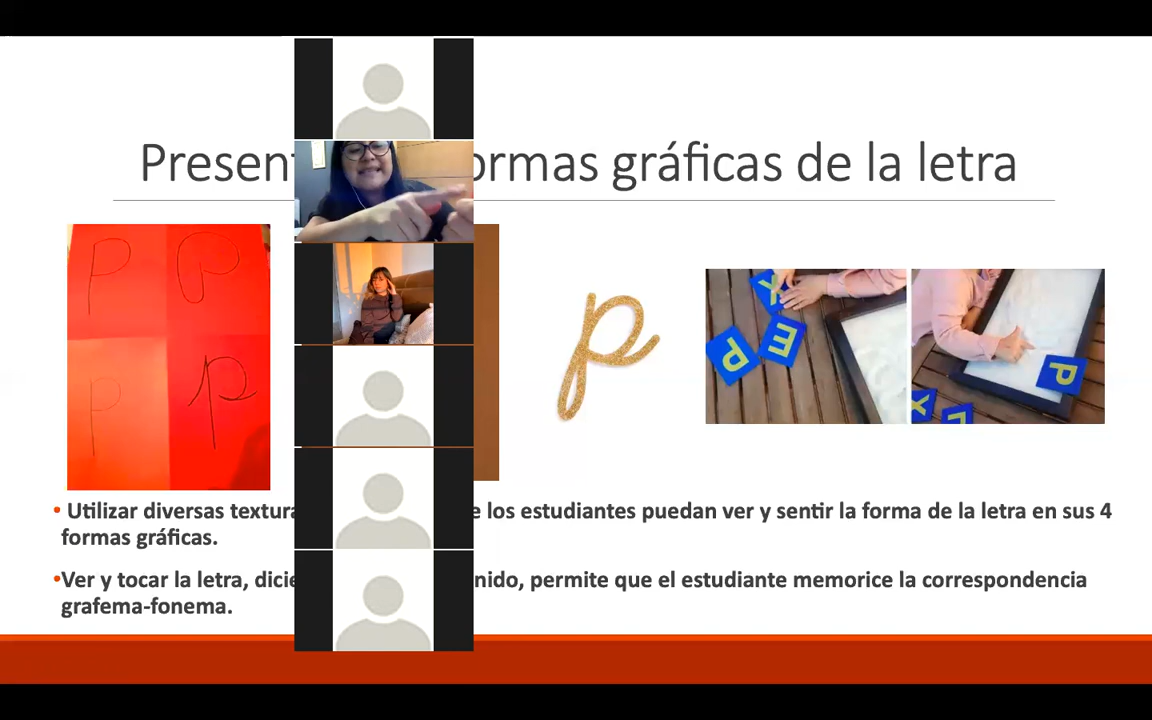 Present ormas gráficas de la letra
P P
P P
p
X
P E
P
X L
• Utilizar diversas textura e los estudiantes puedan ver y sentir la forma de la letra en sus 4
formas gráficas.
•Ver y tocar la letra, dicie nido, permite que el estudiante memorice la correspondencia
grafema-fonema.